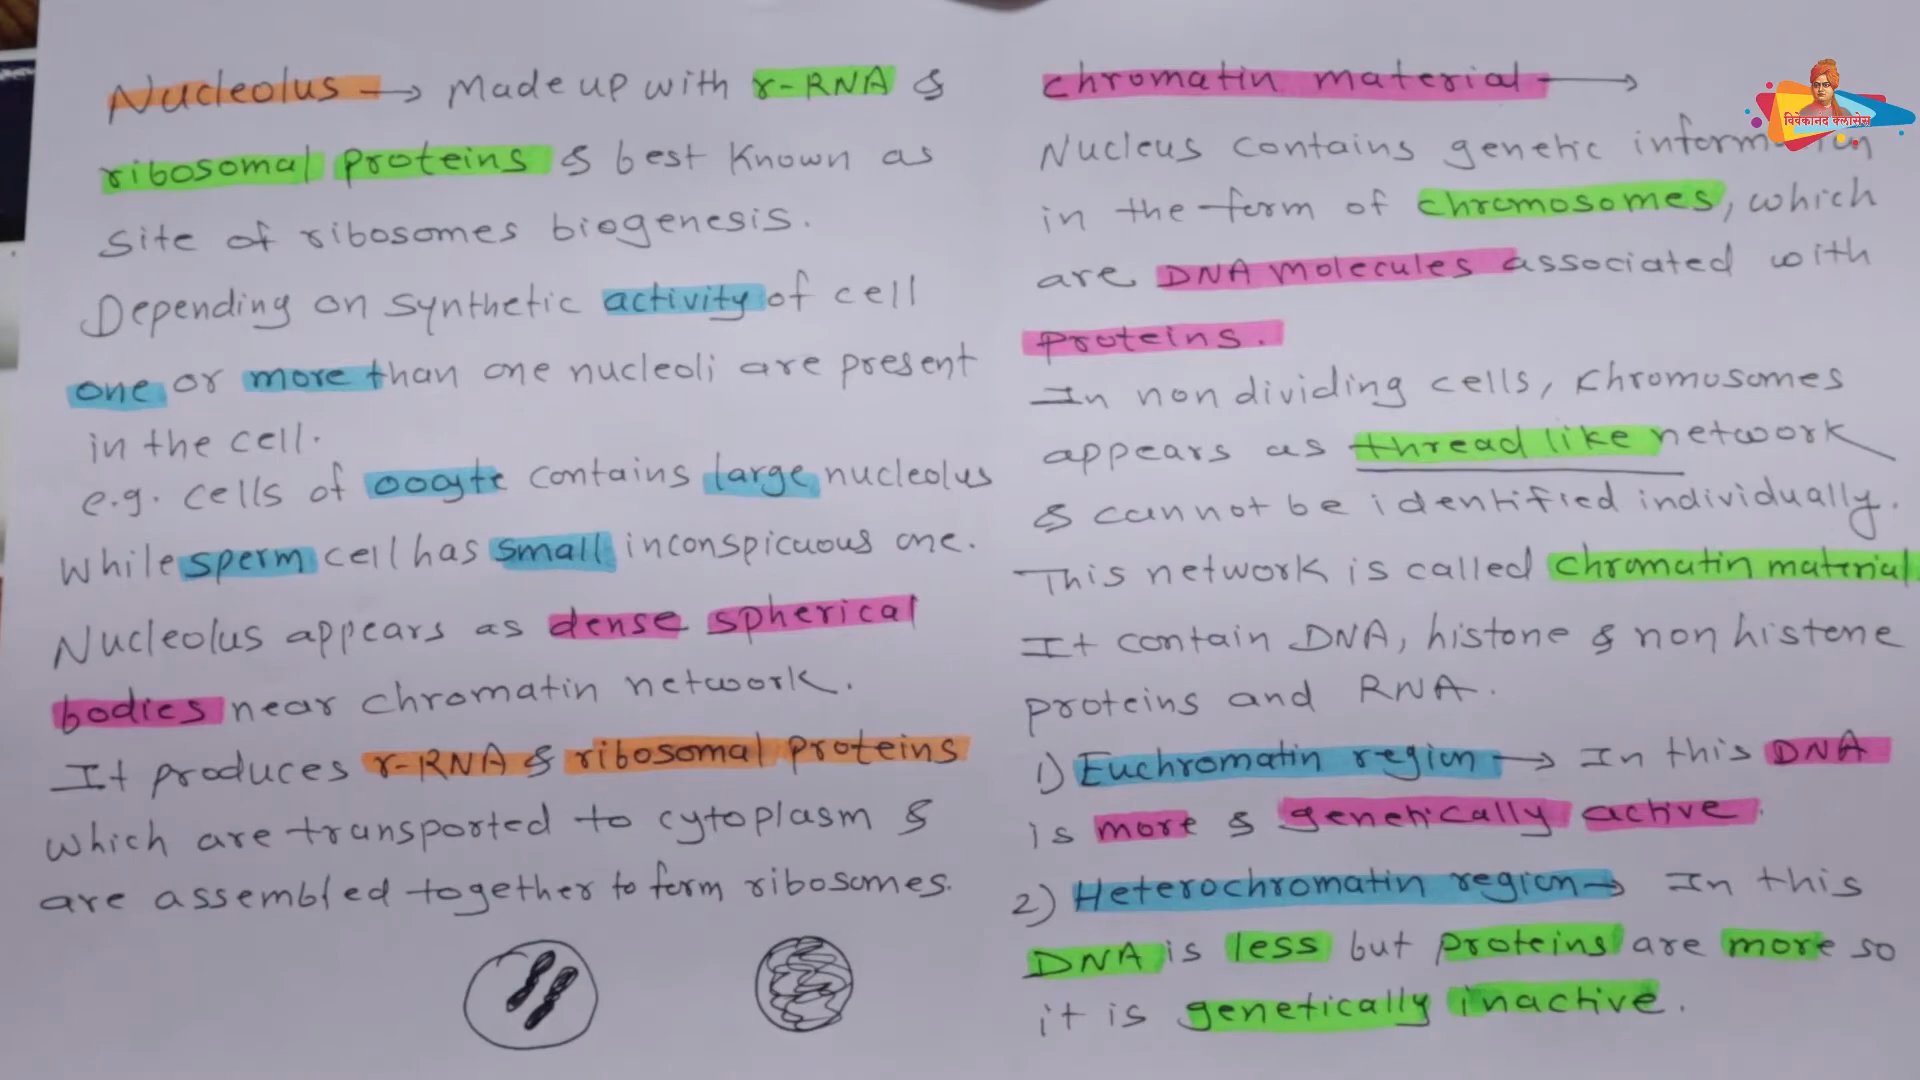 Nucleolus → Made up with r-RNA &
ribosomal proteins & best known as
site of ribosomes biogenesis.
Depending on synthetic activity of cell
one or more than one nucleoli are present
in the cell.
e.g. cells of oocyte contains large nucleolus
While sperm cell has small inconspicuous one.
Nucleolus appears as dense spherical
bodies near chromatin network.
It produces r-RNA & ribosomal proteins
which are transported to cytoplasm &
are assembled together to form ribosomes.
chromatin material →
Nucleus contains genetic information
in the form of chromosomes, which
are DNA molecules associated with
proteins.
In non dividing cells, chromosomes
appears as thread like network
& cannot be identified individually.
This network is called chromatin material
It contain DNA, histone & non histone
proteins and RNA.
1) Euchromatin region → In this DNA
is more & genetically active.
2) Heterochromatin region → In this
DNA is less but proteins are more so
it is genetically inactive.
विवेकानंद क्लासेस